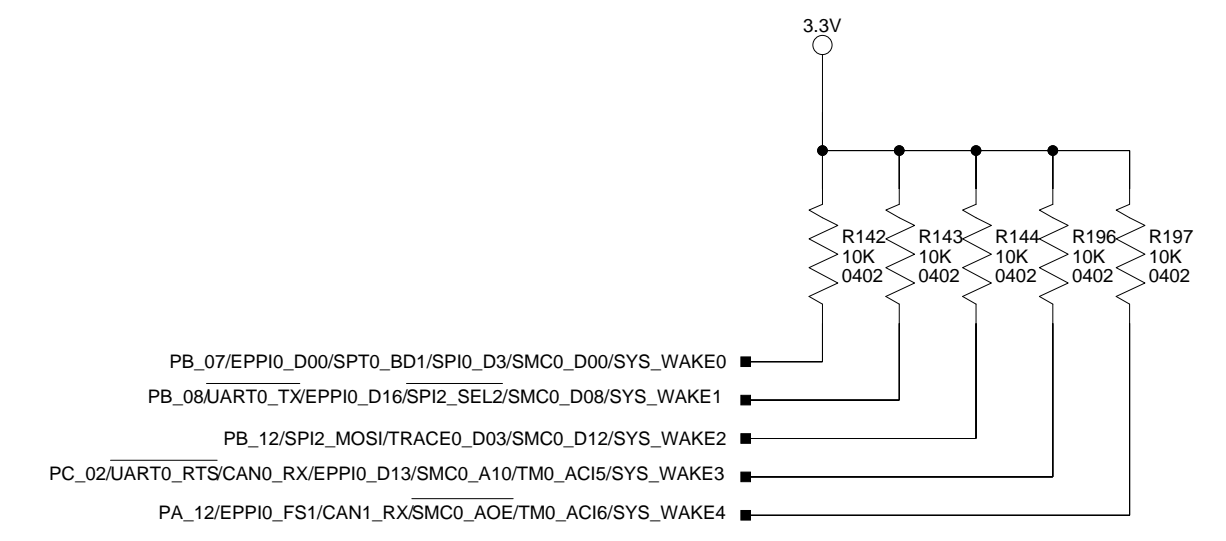 3.3V
R142 R143 R144 R196 R197
10K 10K 10K 10K 10K
0402 0402 0402 0402 0402
PB_07/EPPI0_D00/SPT0_BD1/SPI0_D3/SMC0_D00/SYS_WAKE0
PB_08/UART0_TX/EPPI0_D16/SPI2_SEL2/SMC0_D08/SYS_WAKE1
PB_12/SPI2_MOSI/TRACE0_D03/SMC0_D12/SYS_WAKE2
PC_02/UART0_RTS/CAN0_RX/EPPI0_D13/SMC0_A10/TM0_ACI5/SYS_WAKE3
PA_12/EPPI0_FS1/CAN1_RX/SMC0_AOE/TM0_ACI6/SYS_WAKE4